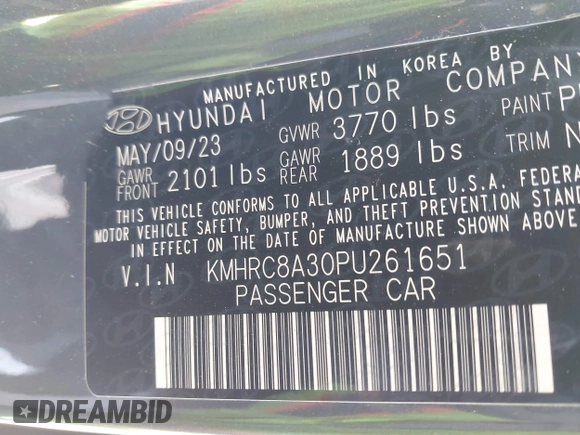 MANUFACTURED IN KOREA BY
HYUNDAI MOTOR COMPANY
MAY/09/23 GVWR 3770 lbs PAINT
GAWR FRONT 2101 lbs GAWR REAR 1889 lbs TRIM
THIS VEHICLE CONFORMS TO ALL APPLICABLE U.S.A. FEDERA
MOTOR VEHICLE SAFETY, BUMPER, AND THEFT PREVENTION STAN
IN EFFECT ON THE DATE OF MANUFACTURE SHOWN ABOVE
V.I.N KMHRC8A30PU261651
PASSENGER CAR
DREAMBID